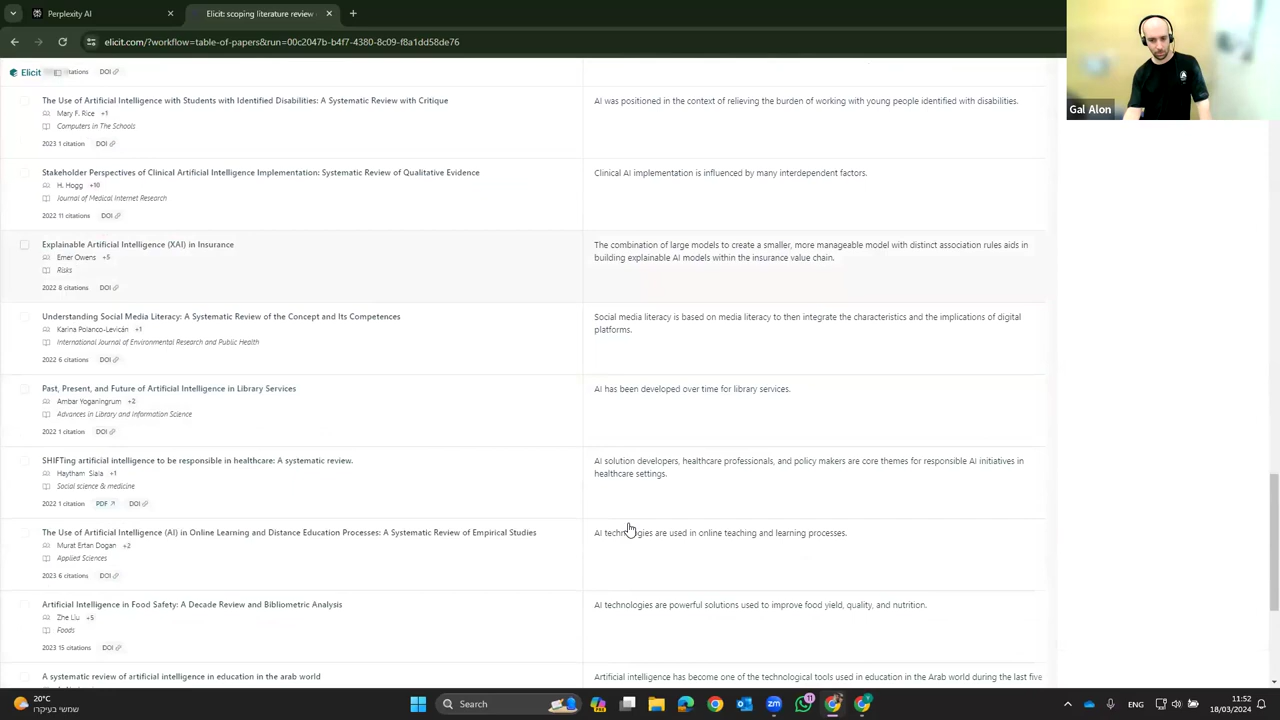 Perplexity AI
Elicit: scoping literature review
elicit.com/?workflow=table-of-papers&run=00c2047b-b4f7-4380-8c09-f8a1dd58de76
Gal Alon
Elicit
DOI
The Use of Artificial Intelligence with Students with Identified Disabilities: A Systematic Review with Critique
AI was positioned in the context of relieving the burden of working with young people identified with disabilities.
Mary F. Rice +1
Computers in The Schools
2023 1 citation DOI
Stakeholder Perspectives of Clinical Artificial Intelligence Implementation: Systematic Review of Qualitative Evidence
Clinical AI implementation is influenced by many interdependent factors.
H. Hogg +10
Journal of Medical Internet Research
2022 11 citations DOI
Explainable Artificial Intelligence (XAI) in Insurance
The combination of large models to create a smaller, more manageable model with distinct association rules aids in
building explainable AI models within the insurance value chain.
Emer Owens +5
Risks
2022 8 citations DOI
Understanding Social Media Literacy: A Systematic Review of the Concept and Its Competences
Social media literacy is based on media literacy to then integrate the characteristics and the implications of digital
platforms.
Karina Polanco-Levicán +1
International Journal of Environmental Research and Public Health
2022 6 citations DOI
Past, Present, and Future of Artificial Intelligence in Library Services
AI has been developed over time for library services.
Ambar Yoganingrum +2
Advances in Library and Information Science
2022 1 citation DOI
SHIFTing artificial intelligence to be responsible in healthcare: A systematic review.
AI solution developers, healthcare professionals, and policy makers are core themes for responsible AI initiatives in
healthcare settings.
Haytham Siala +1
Social science & medicine
2022 1 citation PDF DOI
The Use of Artificial Intelligence (AI) in Online Learning and Distance Education Processes: A Systematic Review of Empirical Studies
AI technologies are used in online teaching and learning processes.
Murat Ertan Dogan +2
Applied Sciences
2023 6 citations DOI
Artificial Intelligence in Food Safety: A Decade Review and Bibliometric Analysis
AI technologies are powerful solutions used to improve food yield, quality, and nutrition.
Zhe Liu +5
Foods
2023 15 citations DOI
A systematic review of artificial intelligence in education in the arab world
Artificial intelligence has become one of the technological tools used in education in the Arab world during the last five
20°C
שמשי בעיקרו
Search
11
ENG
11:52
18/03/2024